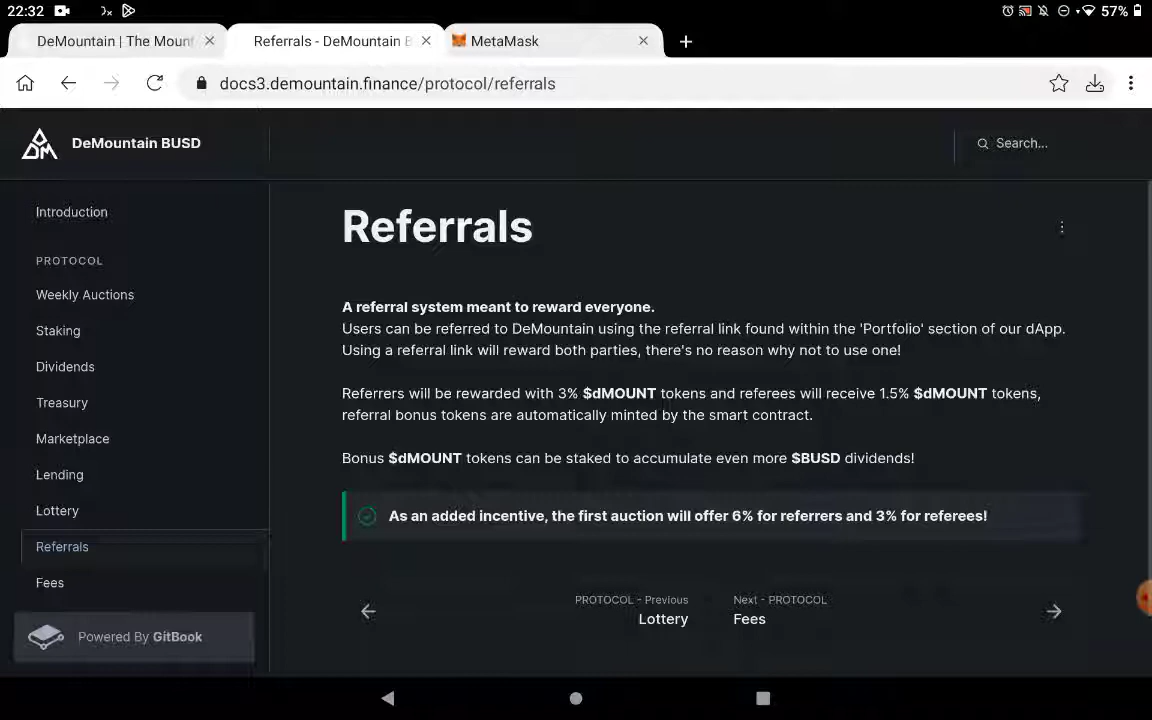 22:32
57%
DeMountain | The Mount
Referrals - DeMountain B
MetaMask
docs3.demountain.finance/protocol/referrals
DeMountain BUSD
Search...
Introduction
PROTOCOL
Weekly Auctions
Staking
Dividends
Treasury
Marketplace
Lending
Lottery
Referrals
Fees
Powered By GitBook
Referrals
A referral system meant to reward everyone.
Users can be referred to DeMountain using the referral link found within the 'Portfolio' section of our dApp.
Using a referral link will reward both parties, there's no reason why not to use one!
Referrers will be rewarded with 3% $dMOUNT tokens and referees will receive 1.5% $dMOUNT tokens,
referral bonus tokens are automatically minted by the smart contract.
Bonus $dMOUNT tokens can be staked to accumulate even more $BUSD dividends!
As an added incentive, the first auction will offer 6% for referrers and 3% for referees!
PROTOCOL - Previous
Lottery
Next - PROTOCOL
Fees